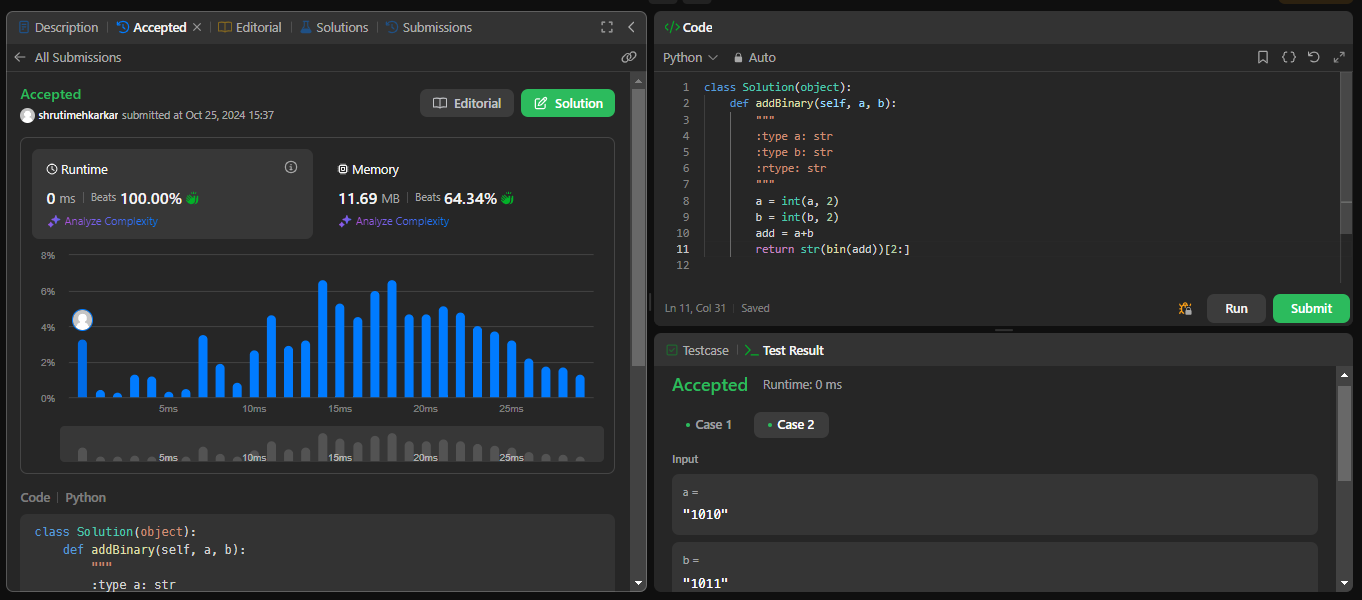 Description
Accepted
Editorial
Solutions
Submissions
All Submissions
Accepted
shrutimehkarkar submitted at Oct 25, 2024 15:37
Editorial
Solution
Runtime
0 ms
Beats 100.00%
Analyze Complexity
Memory
11.69 MB
Beats 64.34%
Analyze Complexity
8%
6%
4%
2%
0%
5ms 10ms 15ms 20ms 25ms
5ms 10ms 15ms 20ms 25ms
Code
Python
class Solution(object):
def addBinary(self, a, b):
"""
:type a: str
</> Code
Python
Auto
1 class Solution(object):
2 def addBinary(self, a, b):
3 """
4 :type a: str
5 :type b: str
6 :rtype: str
7 """
8 a = int(a, 2)
9 b = int(b, 2)
10 add = a+b
11 return str(bin(add))[2:]
12
Ln 11, Col 31
Saved
Run
Submit
Testcase
>_ Test Result
Accepted
Runtime: 0 ms
Case 1
Case 2
Input
a =
"1010"
b =
"1011"